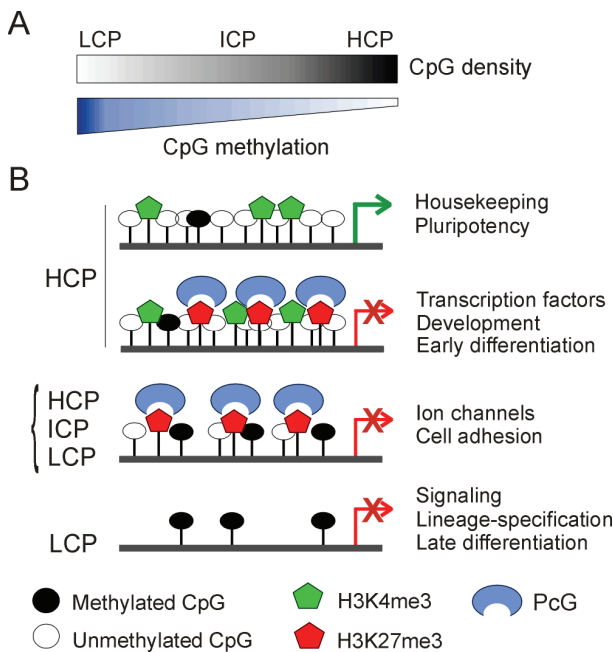 A
LCP ICP HCP
CpG density
CpG methylation
B
HCP
Housekeeping
Pluripotency
Transcription factors
Development
Early differentiation
HCP
ICP
LCP
Ion channels
Cell adhesion
LCP
Signaling
Lineage-specification
Late differentiation
Methylated CpG
H3K4me3
PcG
Unmethylated CpG
H3K27me3